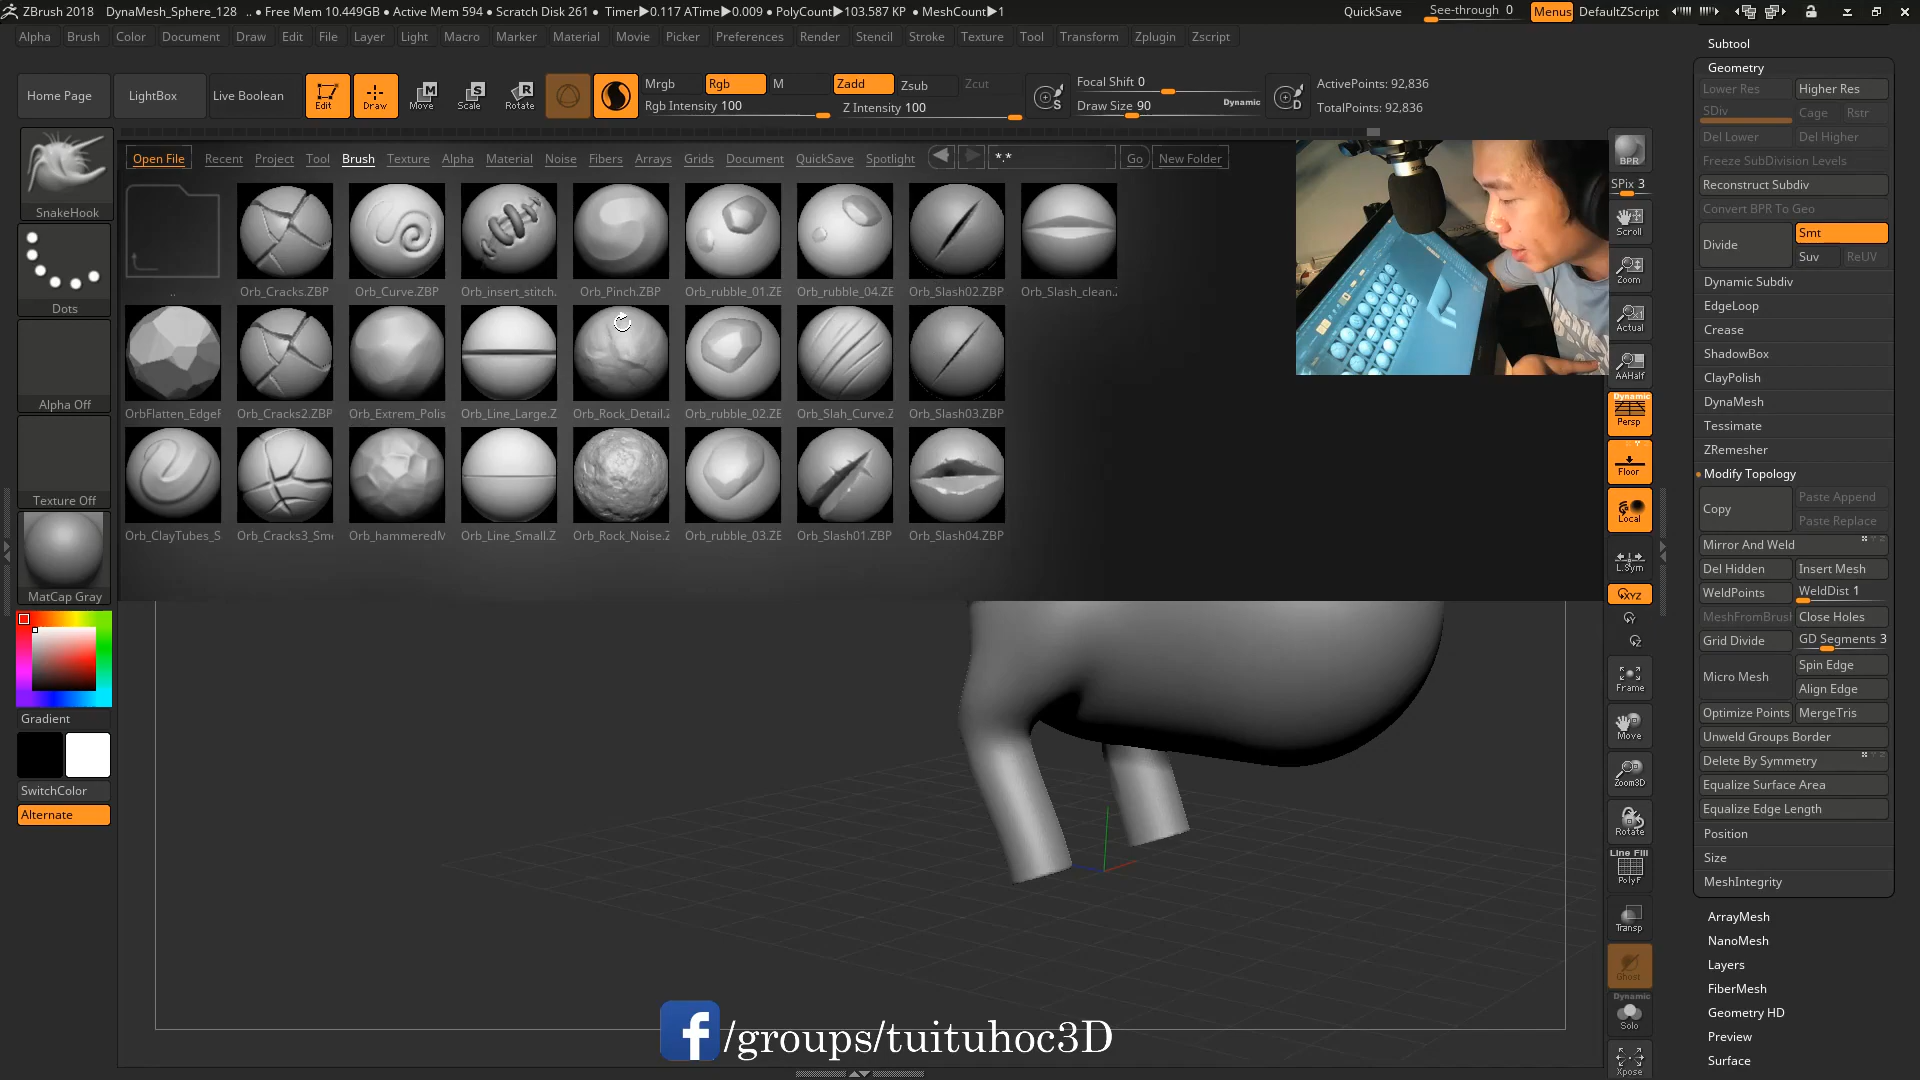 ZBrush 2018 DynaMesh_Sphere_128 .. • Free Mem 10.449GB • Active Mem 594 • Scratch Disk 261 • Timer▶0.117 ATime▶0.009 • PolyCount▶103.587 KP • MeshCount▶1 QuickSave See-through 0 Menus DefaultZScript
Alpha Brush Color Document Draw Edit File Layer Light Macro Marker Material Movie Picker Preferences Render Stencil Stroke Texture Tool Transform Zplugin Zscript
Home Page LightBox Live Boolean Edit Draw Move Scale Rotate
Mrgb Rgb M Zadd Zsub Zcut
Rgb Intensity 100 Z Intensity 100
S Focal Shift 0
Draw Size 90 Dynamic D
ActivePoints: 92,836
TotalPoints: 92,836
SnakeHook
Dots
Alpha Off
Texture Off
MatCap Gray
Gradient
SwitchColor
Alternate
Open File Recent Project Tool Brush Texture Alpha Material Noise Fibers Arrays Grids Document QuickSave Spotlight *.* Go New Folder
.. Orb_Cracks.ZBP Orb_Curve.ZBP Orb_insert_stitch. Orb_Pinch.ZBP Orb_rubble_01.ZB Orb_rubble_04.ZB Orb_Slash02.ZBP Orb_Slash_clean.Z
OrbFlatten_EdgeF Orb_Cracks2.ZBP Orb_Extrem_Polis Orb_Line_Large.Z Orb_Rock_Detail.Z Orb_rubble_02.ZB Orb_Slah_Curve.Z Orb_Slash03.ZBP
Orb_ClayTubes_S Orb_Cracks3_Smo Orb_hammeredM Orb_Line_Small.Z Orb_Rock_Noise.Z Orb_rubble_03.ZB Orb_Slash01.ZBP Orb_Slash04.ZBP
BPR
SPix 3
Scroll
Zoom
Actual
AAHalf
Dynamic
Persp
Floor
Local
L.Sym
XYZ
Y
Z
Frame
Move
Zoom3D
Rotate
Line Fill
PolyF
Transp
Ghost
Dynamic
Solo
Xpose
Subtool
Geometry
Lower Res Higher Res
SDiv Cage Rstr
Del Lower Del Higher
Freeze SubDivision Levels
Reconstruct Subdiv
Convert BPR To Geo
Divide Smt
Suv ReUV
Dynamic Subdiv
EdgeLoop
Crease
ShadowBox
ClayPolish
DynaMesh
Tessimate
ZRemesher
Modify Topology
Copy Paste Append
Paste Replace
Mirror And Weld
Del Hidden Insert Mesh
WeldPoints WeldDist 1
MeshFromBrush Close Holes
Grid Divide GD Segments 3
Micro Mesh Spin Edge
Align Edge
Optimize Points MergeTris
Unweld Groups Border
Delete By Symmetry
Equalize Surface Area
Equalize Edge Length
Position
Size
MeshIntegrity
ArrayMesh
NanoMesh
Layers
FiberMesh
Geometry HD
Preview
Surface
f/groups/tuituhoc3D